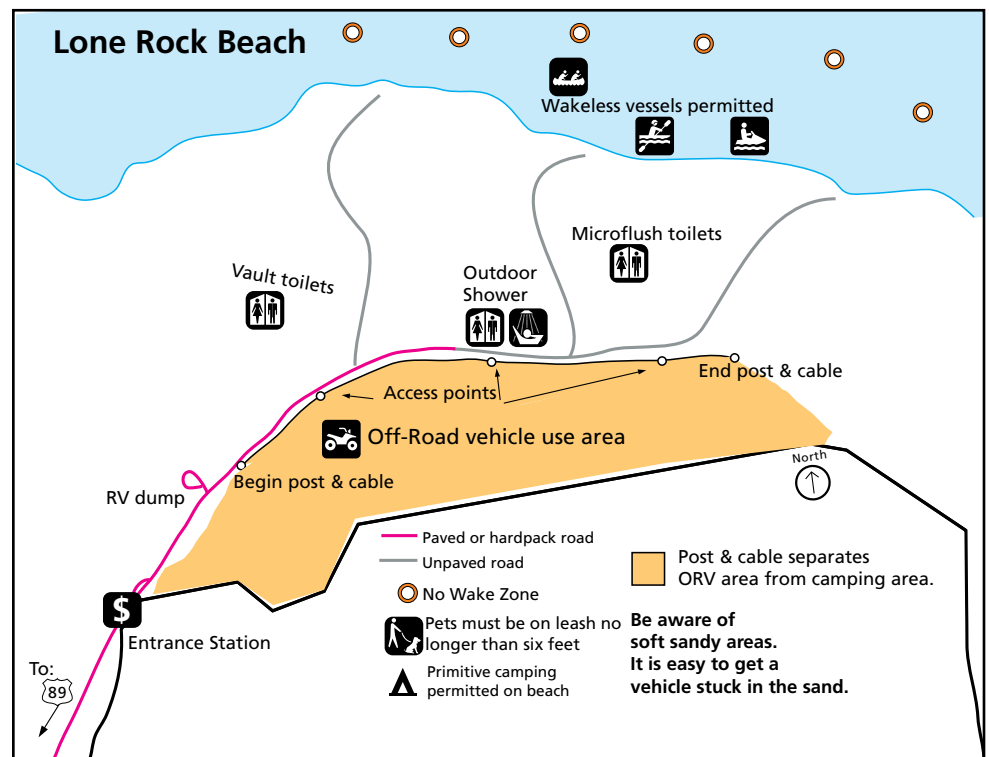 Lone Rock Beach
Wakeless vessels permitted
Microflush toilets
Vault toilets
Outdoor
Shower
End post & cable
Access points
Off-Road vehicle use area
North
Begin post & cable
RV dump
Paved or hardpack road
Unpaved road
Post & cable separates
ORV area from camping area.
No Wake Zone
$
Entrance Station
Pets must be on leash no
longer than six feet
Be aware of
soft sandy areas.
It is easy to get a
vehicle stuck in the sand.
Primitive camping
permitted on beach
To:
89